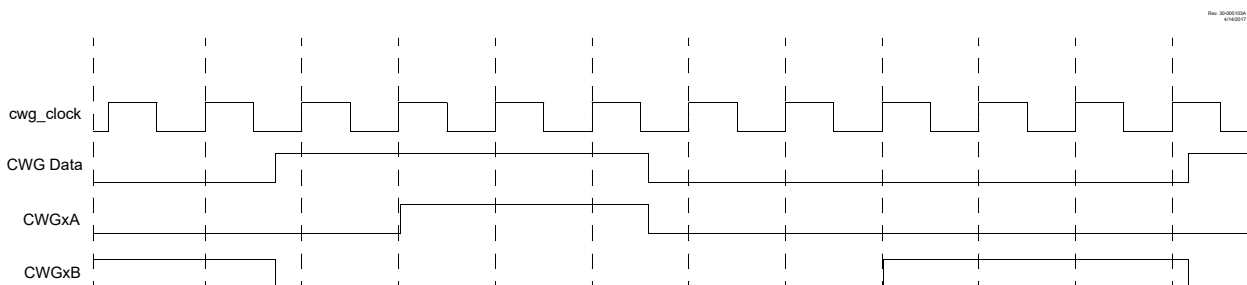 Rev. 30-000103A
4/14/2017
cwg_clock
CWG Data
CWGxA
CWGxB